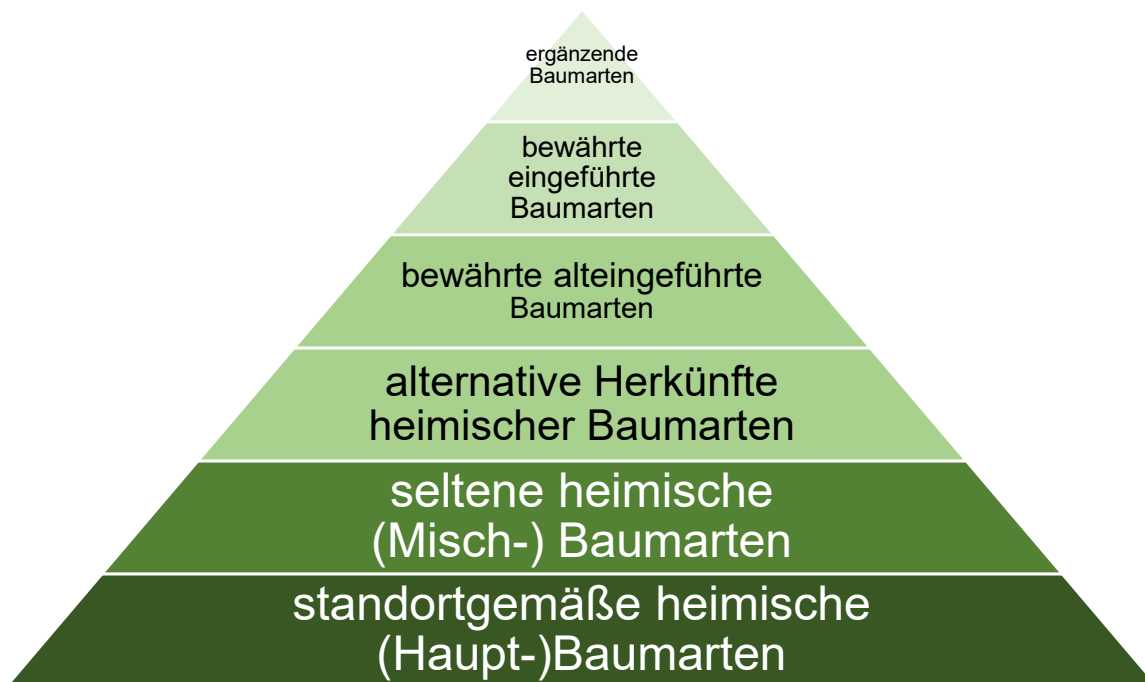 ergänzende
Baumarten
bewährte
eingeführte
Baumarten
bewährte alteingeführte
Baumarten
alternative Herkünfte
heimischer Baumarten
seltene heimische
(Misch-) Baumarten
standortgemäße heimische
(Haupt-)Baumarten